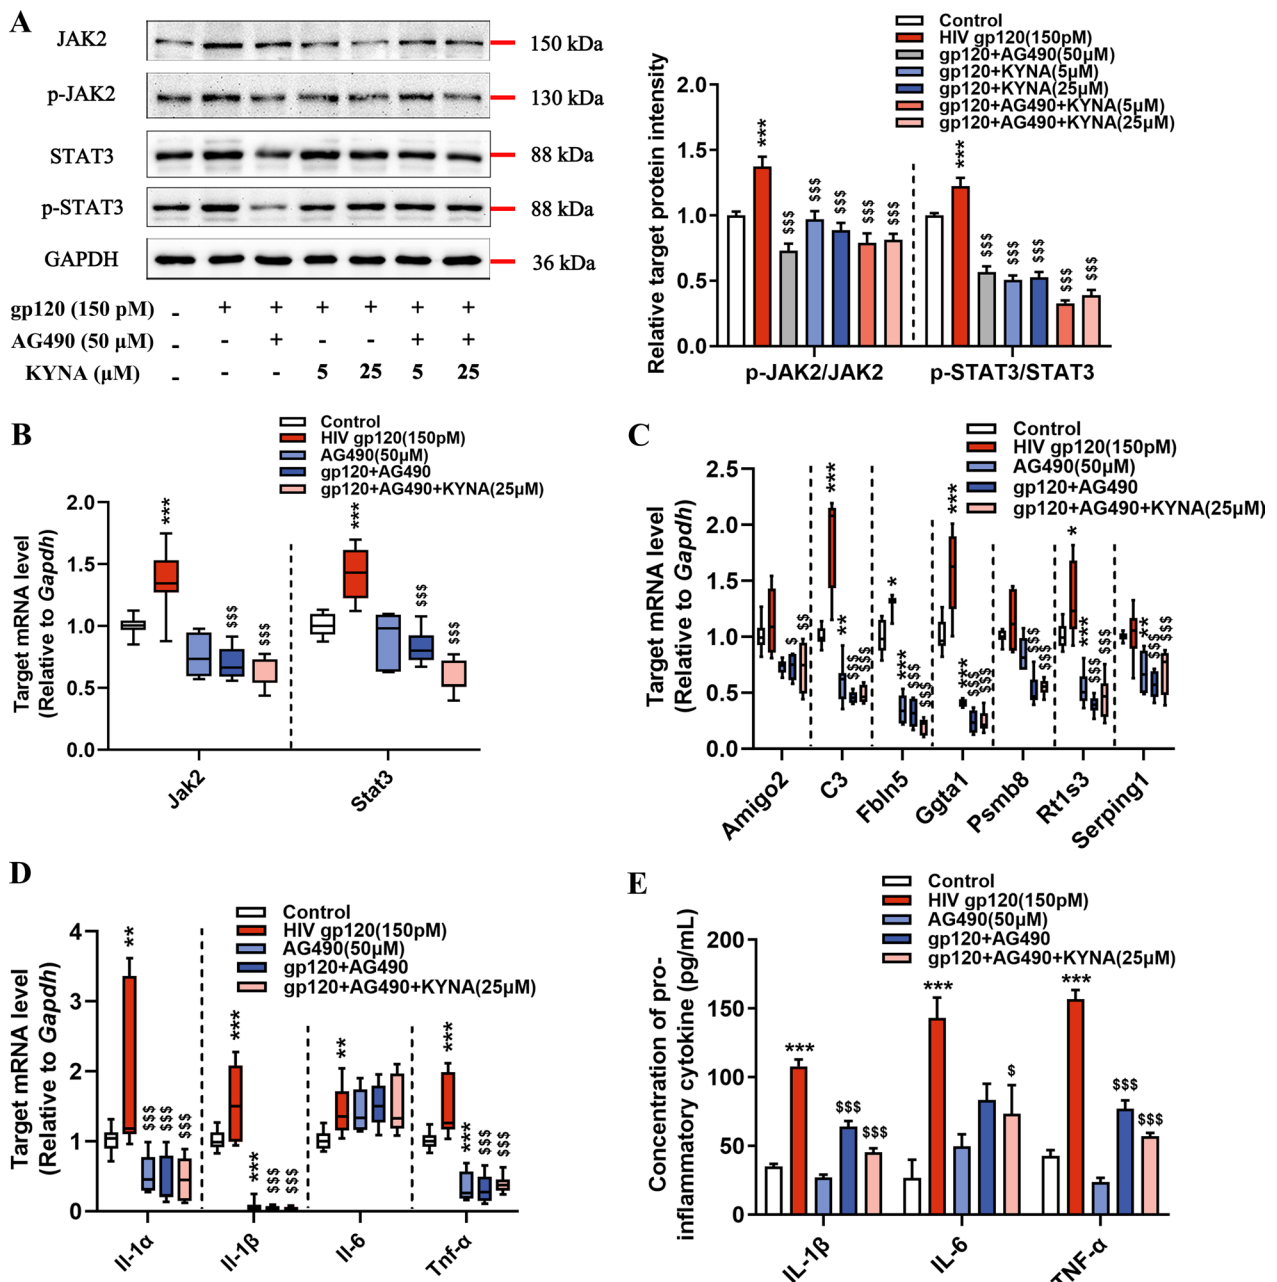 A
JAK2
150 kDa
p-JAK2
130 kDa
STAT3
88 kDa
p-STAT3
88 kDa
GAPDH
36 kDa
gp120 (150 pM) - + + + + + +
AG490 (50 μM) - - + - - + +
KYNA (μM) - - - 5 25 5 25
Control
HIV gp120(150pM)
gp120+AG490(50μM)
gp120+KYNA(5μM)
gp120+KYNA(25μM)
gp120+AG490+KYNA(5μM)
gp120+AG490+KYNA(25μM)
Relative target protein intensity
2.0
1.5
1.0
0.5
0.0
*** $$$ $$$ $$$ $$$ $$$
*** $$$ $$$ $$$ $$$ $$$
p-JAK2/JAK2 p-STAT3/STAT3
B
Control
HIV gp120(150pM)
AG490(50μM)
gp120+AG490
gp120+AG490+KYNA(25μM)
Target mRNA level
(Relative to Gapdh)
2.0
1.5
1.0
0.5
0.0
*** $$$ $$$
*** $$$ $$$
Jak2 Stat3
C
Control
HIV gp120(150pM)
AG490(50μM)
gp120+AG490
gp120+AG490+KYNA(25μM)
Target mRNA level
(Relative to Gapdh)
2.5
2.0
1.5
1.0
0.5
0.0
$ $$
*** ** $$$ $$$
* *** $$$ $$$
*** *** $$$ $$$
$$$ $$$
* *** $$$ $$$
** $$$ $$$
Amigo2 C3 Fbln5 Ggta1 Psmb8 Rt1s3 Serping1
D
Control
HIV gp120(150pM)
AG490(50μM)
gp120+AG490
gp120+AG490+KYNA(25μM)
Target mRNA level
(Relative to Gapdh)
4
3
2
1
0
** $$$ $$$ $$$
*** *** $$$ $$$
**
*** *** $$$ $$$
Il-1α Il-1β Il-6 Tnf-α
E
Control
HIV gp120(150pM)
AG490(50μM)
gp120+AG490
gp120+AG490+KYNA(25μM)
Concentration of pro-
inflammatory cytokine (pg/mL)
200
150
100
50
0
*** $$$ $$$
*** $
*** $$$ $$$
IL-1β IL-6 TNF-α